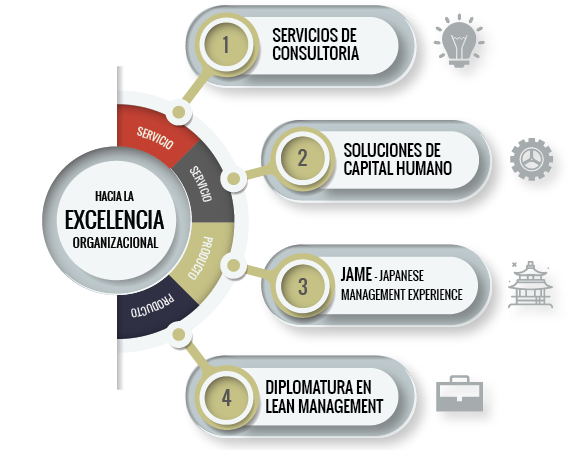 HACIA LA
EXCELENCIA
ORGANIZACIONAL
SERVICIO
SERVICIO
PRODUCTO
PRODUCTO
1
SERVICIOS DE
CONSULTORIA
2
SOLUCIONES DE
CAPITAL HUMANO
3
JAME - JAPANESE
MANAGEMENT EXPERIENCE
4
DIPLOMATURA EN
LEAN MANAGEMENT